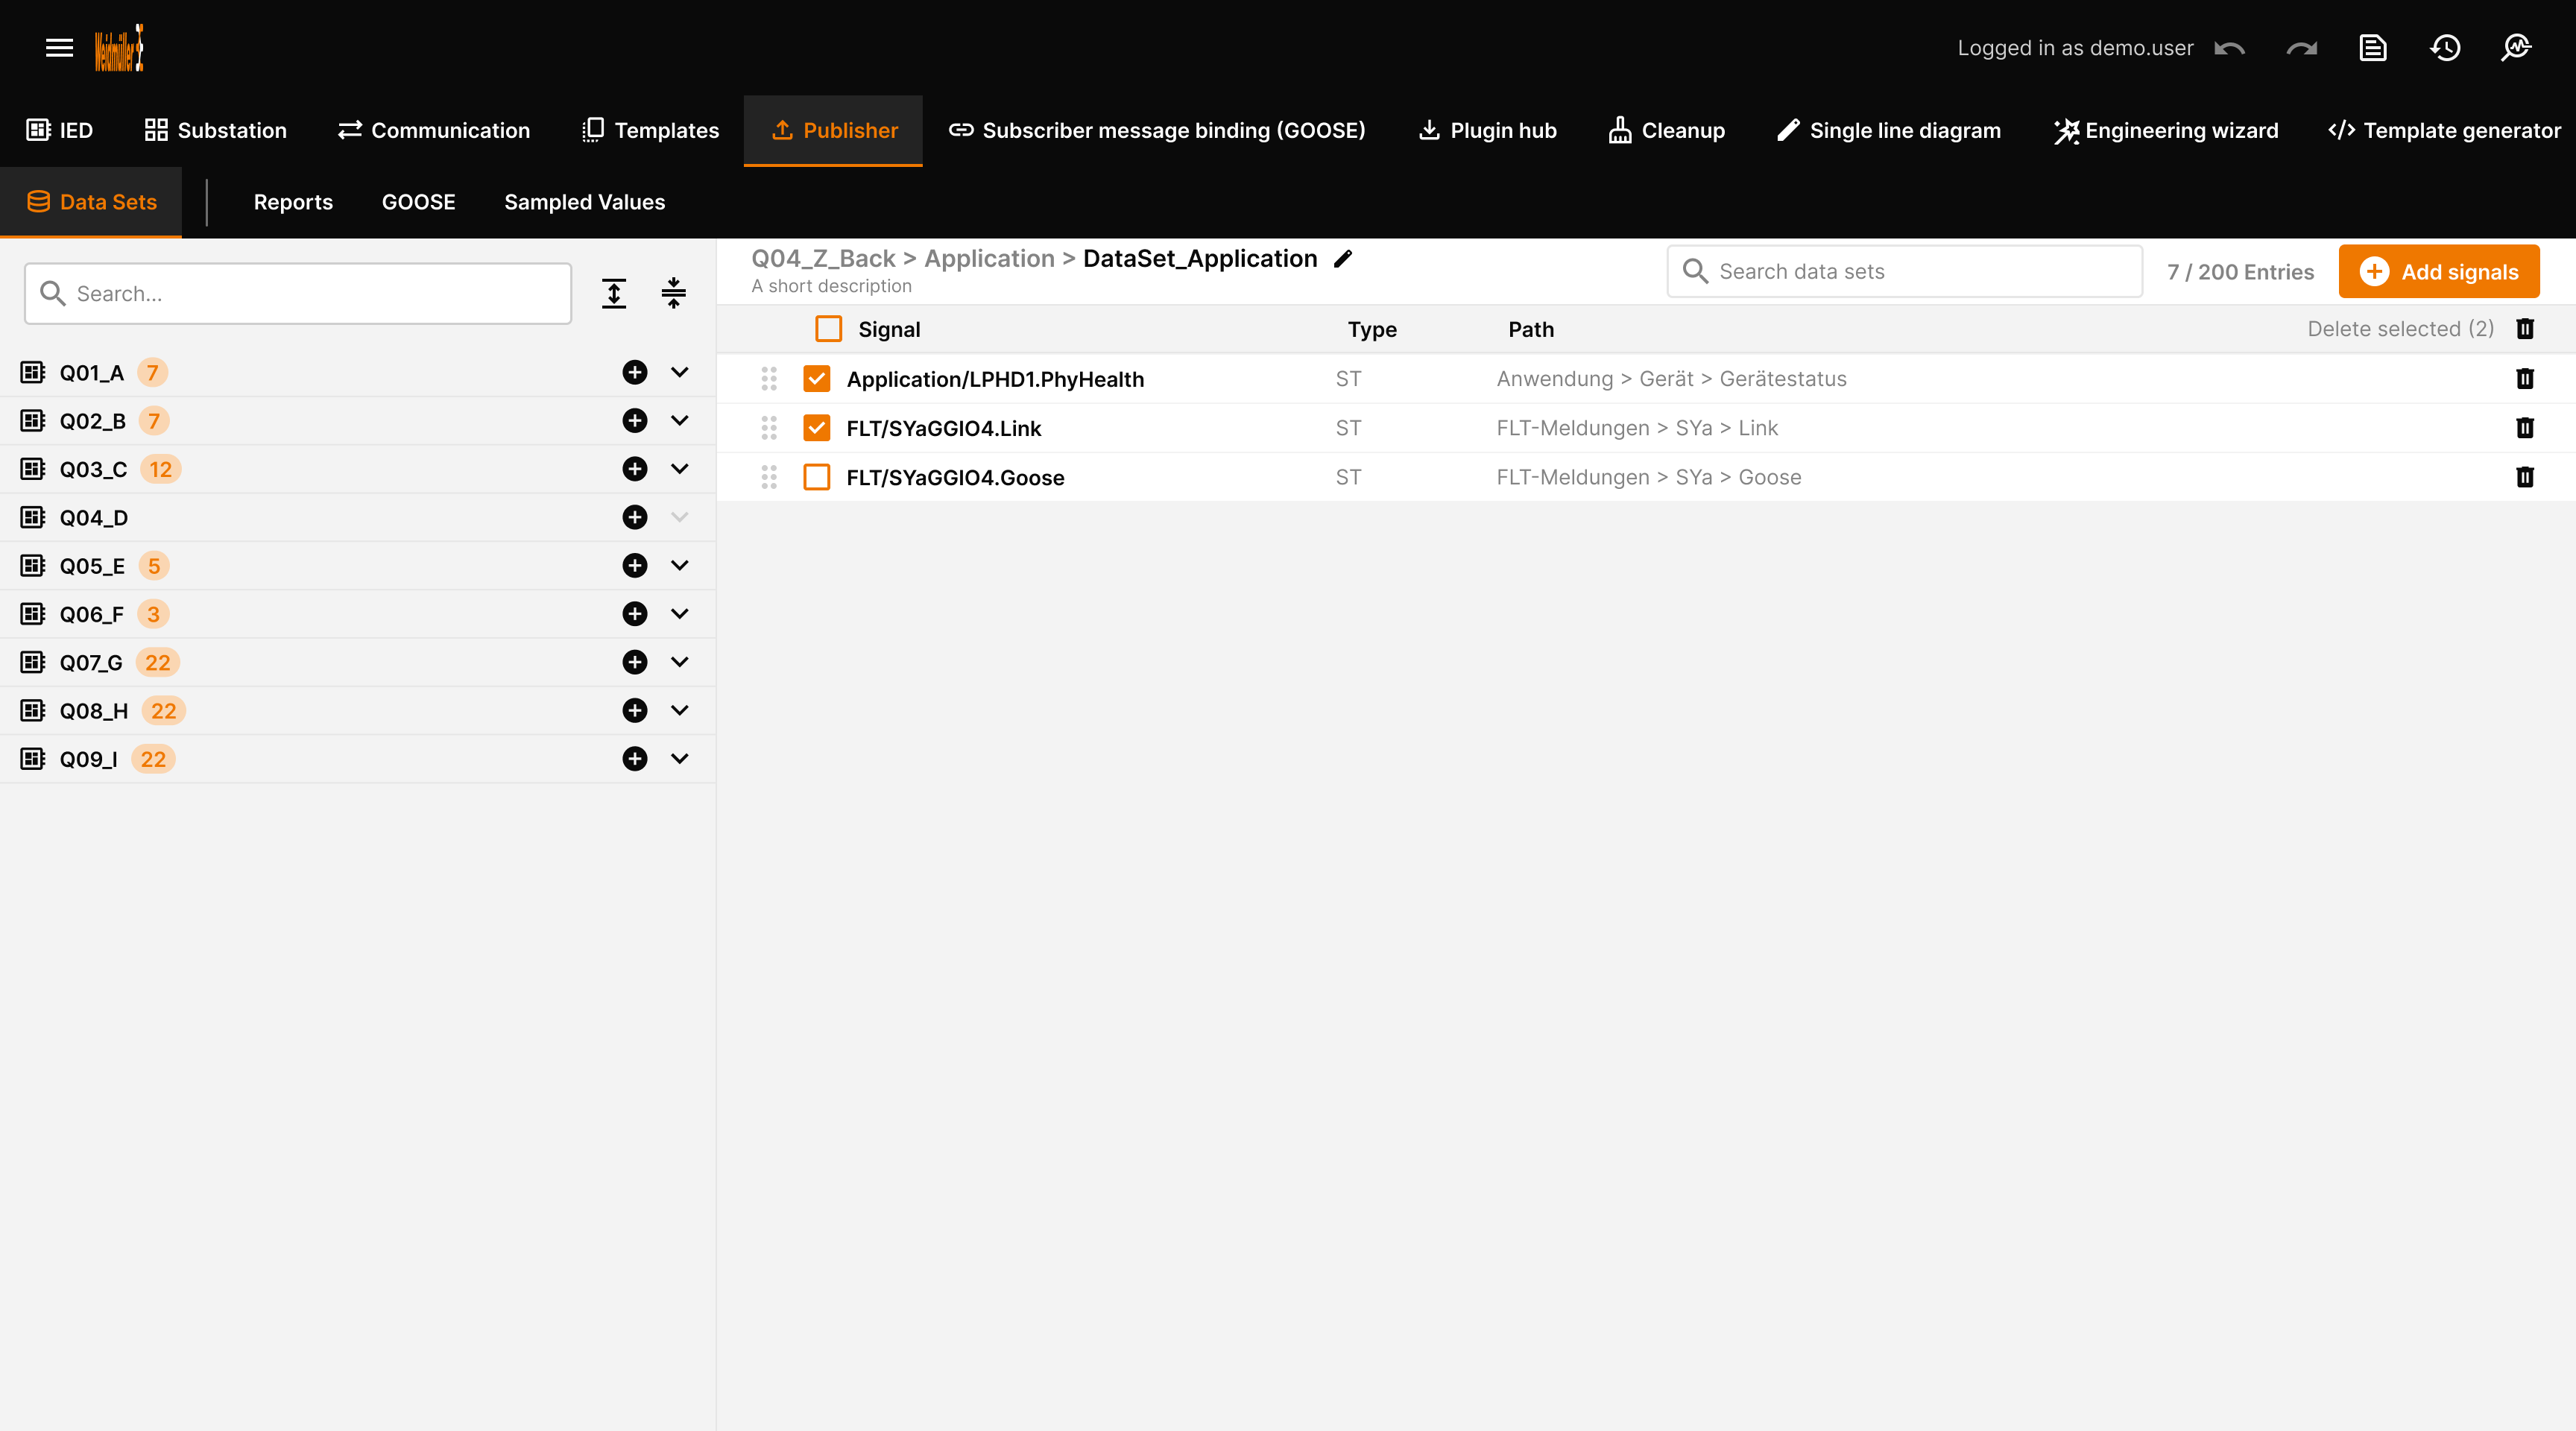 Weidmüller
Logged in as demo.user
IED
Substation
Communication
Templates
Publisher
Subscriber message binding (GOOSE)
Plugin hub
Cleanup
Single line diagram
Engineering wizard
Template generator
Data Sets
Reports
GOOSE
Sampled Values
Search...
Q01_A 7
Q02_B 7
Q03_C 12
Q04_D
Q05_E 5
Q06_F 3
Q07_G 22
Q08_H 22
Q09_I 22
Q04_Z_Back > Application > DataSet_Application
A short description
Search data sets
7 / 200 Entries
Add signals
Signal Type Path Delete selected (2)
Application/LPHD1.PhyHealth ST Anwendung > Gerät > Gerätestatus
FLT/SYaGGIO4.Link ST FLT-Meldungen > SYa > Link
FLT/SYaGGIO4.Goose ST FLT-Meldungen > SYa > Goose